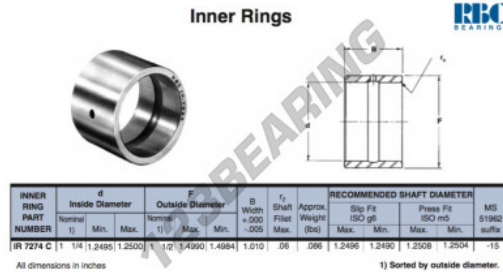 Inner Rings
RBC
BEARINGS
B
r₂
d
F
123BEARING
INNER RING PART NUMBER
d Inside Diameter
Nominal 1) Min. Max.
F Outside Diameter
Nominal 1) Max. Min.
B Width +.000 -.005
r₂ Shaft Fillet Max.
Approx. Weight (lbs)
RECOMMENDED SHAFT DIAMETER
Slip Fit ISO g6
Max. Min.
Press Fit ISO m5
Max. Min.
MS 51962 suffix
IR 7274 C 1 1/4 1.2495 1.2500 1/2 1.4990 1.4984 1.010 .06 .086 1.2496 1.2490 1.2508 1.2504 -15
All dimensions in inches
1) Sorted by outside diameter.